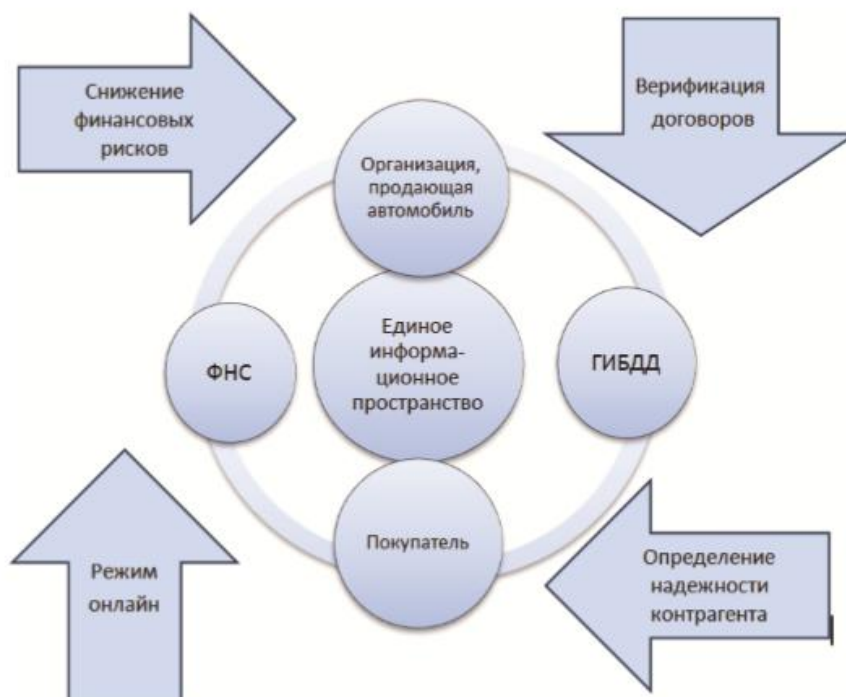 Снижение
финансовых
рисков
Верификация
договоров
Организация,
продающая
автомобиль
Единое
информа-
ционное
пространство
ФНС
ГИБДД
Покупатель
Режим
онлайн
Определение
надежности
контрагента